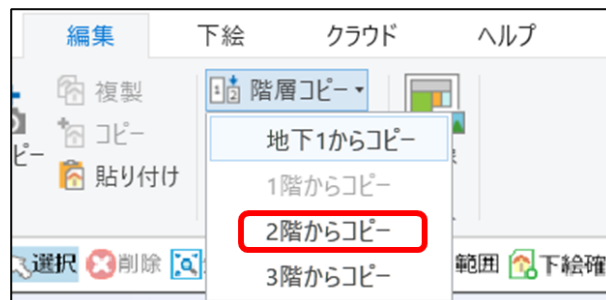 編集 下絵 クラウド ヘルプ
複製 階層コピー
コピー 地下1からコピー
ピー
貼り付け 1階からコピー
2階からコピー
選択 削除 範囲 下絵確
3階からコピー